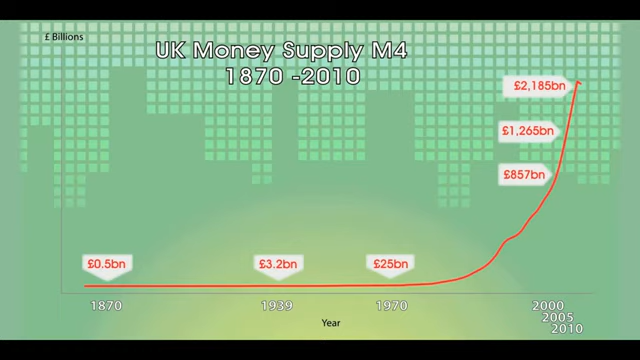 £ Billions
UK Money Supply M4
1870 -2010
£2,185bn
£1,265bn
£857bn
£0.5bn
£3.2bn
£25bn
1870
1939
1970
2000
2005
2010
Year